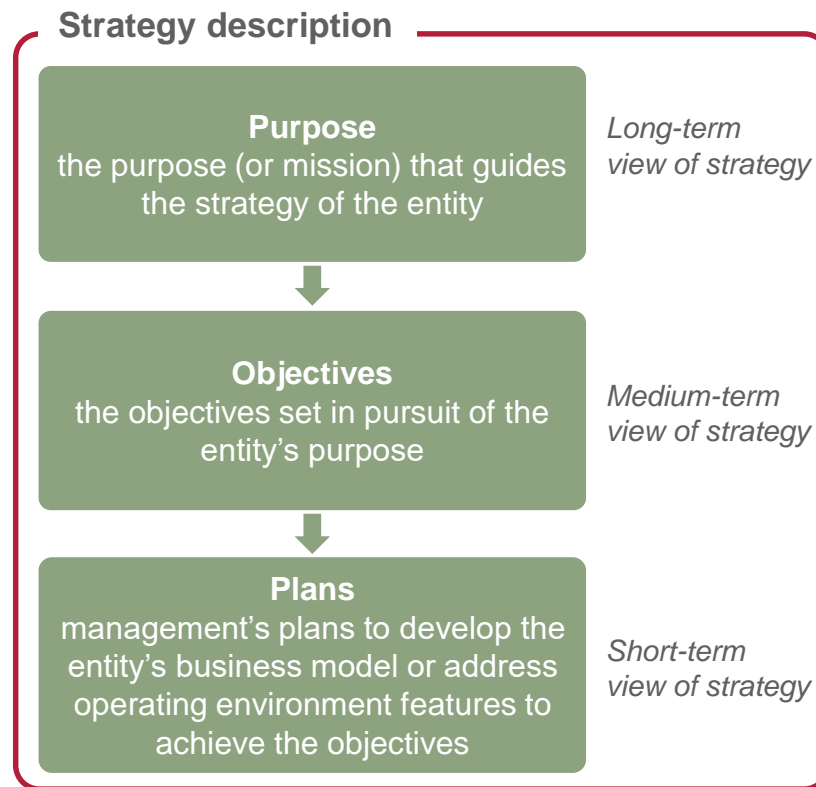 Strategy description
Purpose
the purpose (or mission) that guides
the strategy of the entity
Long-term
view of strategy
Objectives
the objectives set in pursuit of the
entity’s purpose
Medium-term
view of strategy
Plans
management’s plans to develop the
entity’s business model or address
operating environment features to
achieve the objectives
Short-term
view of strategy